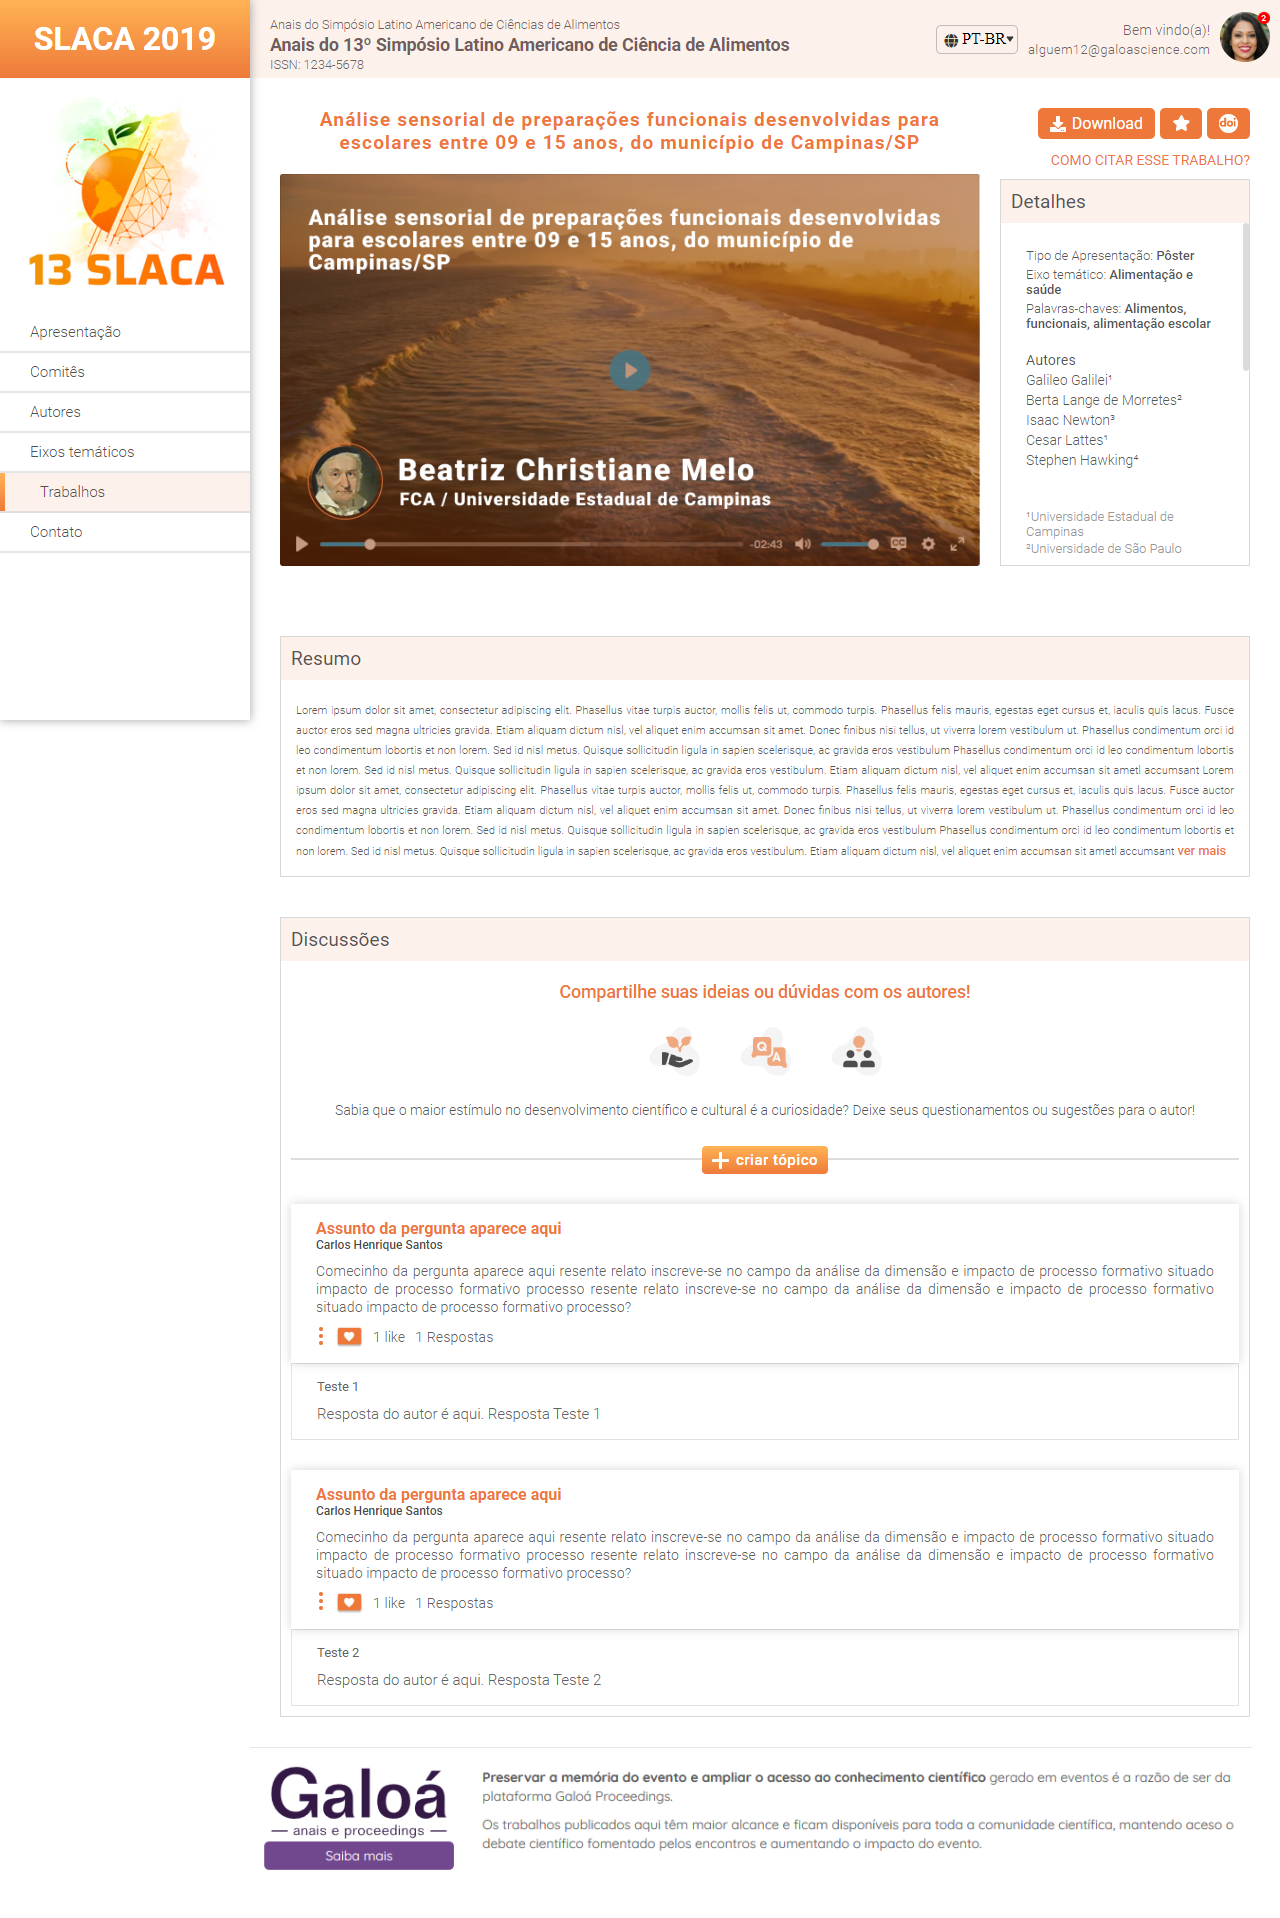 SLACA 2019
Anais do Simpósio Latino Americano de Ciências de Alimentos
Anais do 13º Simpósio Latino Americano de Ciência de Alimentos
ISSN: 1234-5678
PT-BR
Bem vindo(a)!
alguem12@galoascience.com
2
13 SLACA
Apresentação
Comitês
Autores
Eixos temáticos
Trabalhos
Contato
Análise sensorial de preparações funcionais desenvolvidas para
escolares entre 09 e 15 anos, do município de Campinas/SP
Download
doi
COMO CITAR ESSE TRABALHO?
Análise sensorial de preparações funcionais desenvolvidas
para escolares entre 09 e 15 anos, do município de
Campinas/SP
Beatriz Christiane Melo
FCA / Universidade Estadual de Campinas
-02:43
CC
Detalhes
Tipo de Apresentação: Pôster
Eixo temático: Alimentação e
saúde
Palavras-chaves: Alimentos,
funcionais, alimentação escolar
Autores
Galileo Galilei¹
Berta Lange de Morretes²
Isaac Newton³
Cesar Lattes¹
Stephen Hawking⁴
¹Universidade Estadual de
Campinas
²Universidade de São Paulo
Resumo
Lorem ipsum dolor sit amet, consectetur adipiscing elit. Phasellus vitae turpis auctor, mollis felis ut, commodo turpis. Phasellus felis mauris, egestas eget cursus et, iaculis quis lacus. Fusce
auctor eros sed magna ultricies gravida. Etiam aliquam dictum nisl, vel aliquet enim accumsan sit amet. Donec finibus nisi tellus, ut viverra lorem vestibulum ut. Phasellus condimentum orci id
leo condimentum lobortis et non lorem. Sed id nisl metus. Quisque sollicitudin ligula in sapien scelerisque, ac gravida eros vestibulum Phasellus condimentum orci id leo condimentum lobortis
et non lorem. Sed id nisl metus. Quisque sollicitudin ligula in sapien scelerisque, ac gravida eros vestibulum. Etiam aliquam dictum nisl, vel aliquet enim accumsan sit ametl accumsant Lorem
ipsum dolor sit amet, consectetur adipiscing elit. Phasellus vitae turpis auctor, mollis felis ut, commodo turpis. Phasellus felis mauris, egestas eget cursus et, iaculis quis lacus. Fusce auctor
eros sed magna ultricies gravida. Etiam aliquam dictum nisl, vel aliquet enim accumsan sit amet. Donec finibus nisi tellus, ut viverra lorem vestibulum ut. Phasellus condimentum orci id leo
condimentum lobortis et non lorem. Sed id nisl metus. Quisque sollicitudin ligula in sapien scelerisque, ac gravida eros vestibulum Phasellus condimentum orci id leo condimentum lobortis et
non lorem. Sed id nisl metus. Quisque sollicitudin ligula in sapien scelerisque, ac gravida eros vestibulum. Etiam aliquam dictum nisl, vel aliquet enim accumsan sit ametl accumsant ver mais
Discussões
Compartilhe suas ideias ou dúvidas com os autores!
Q
A
Sabia que o maior estímulo no desenvolvimento científico e cultural é a curiosidade? Deixe seus questionamentos ou sugestões para o autor!
criar tópico
Assunto da pergunta aparece aqui
Carlos Henrique Santos
Comecinho da pergunta aparece aqui resente relato inscreve-se no campo da análise da dimensão e impacto de processo formativo situado
impacto de processo formativo processo resente relato inscreve-se no campo da análise da dimensão e impacto de processo formativo
situado impacto de processo formativo processo?
1 like 1 Respostas
Teste 1
Resposta do autor é aqui. Resposta Teste 1
Assunto da pergunta aparece aqui
Carlos Henrique Santos
Comecinho da pergunta aparece aqui resente relato inscreve-se no campo da análise da dimensão e impacto de processo formativo situado
impacto de processo formativo processo resente relato inscreve-se no campo da análise da dimensão e impacto de processo formativo
situado impacto de processo formativo processo?
1 like 1 Respostas
Teste 2
Resposta do autor é aqui. Resposta Teste 2
Galoá
anais e proceedings
Saiba mais
Preservar a memória do evento e ampliar o acesso ao conhecimento científico gerado em eventos é a razão de ser da
plataforma Galoá Proceedings.
Os trabalhos publicados aqui têm maior alcance e ficam disponíveis para toda a comunidade científica, mantendo aceso o
debate científico fomentado pelos encontros e aumentando o impacto do evento.